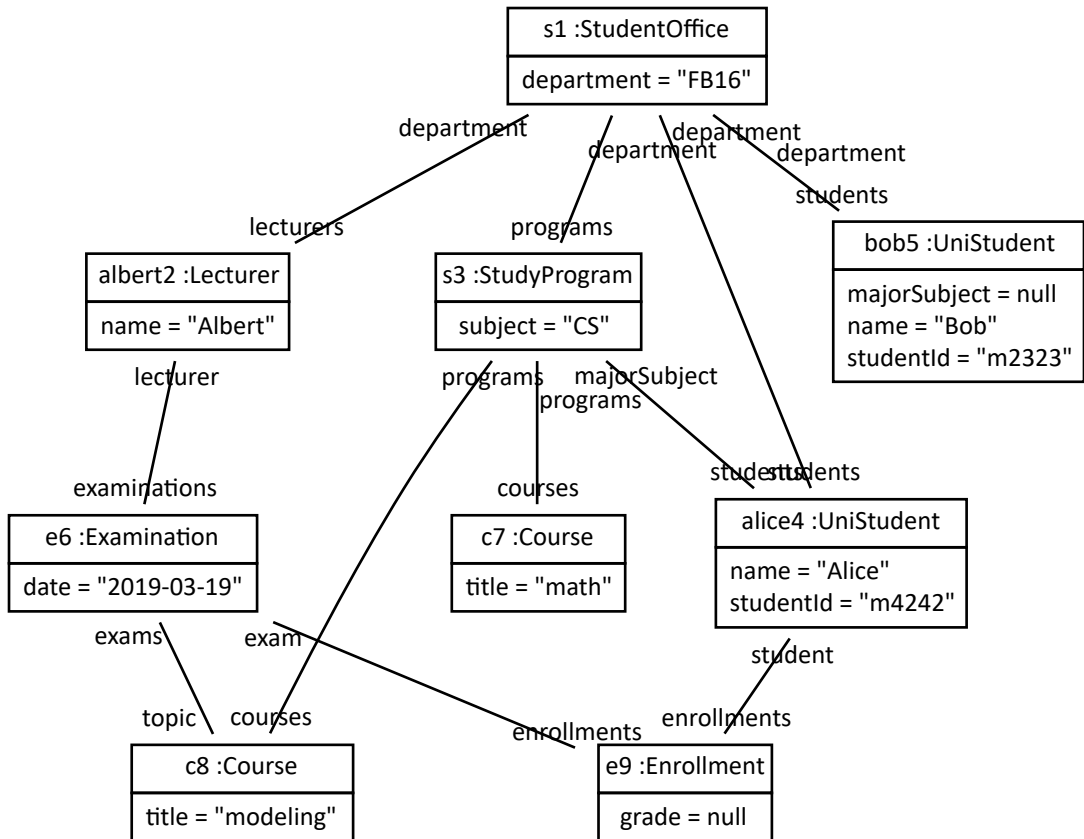 s1 :StudentOffice
department = "FB16"
department
department
department
department
lecturers
programs
students
albert2 :Lecturer
name = "Albert"
s3 :StudyProgram
subject = "CS"
bob5 :UniStudent
majorSubject = null
name = "Bob"
studentId = "m2323"
lecturer
programs
majorSubject
programs
examinations
courses
students
students
e6 :Examination
date = "2019-03-19"
c7 :Course
title = "math"
alice4 :UniStudent
name = "Alice"
studentId = "m4242"
exams
exam
student
topic
courses
enrollments
enrollments
c8 :Course
title = "modeling"
e9 :Enrollment
grade = null